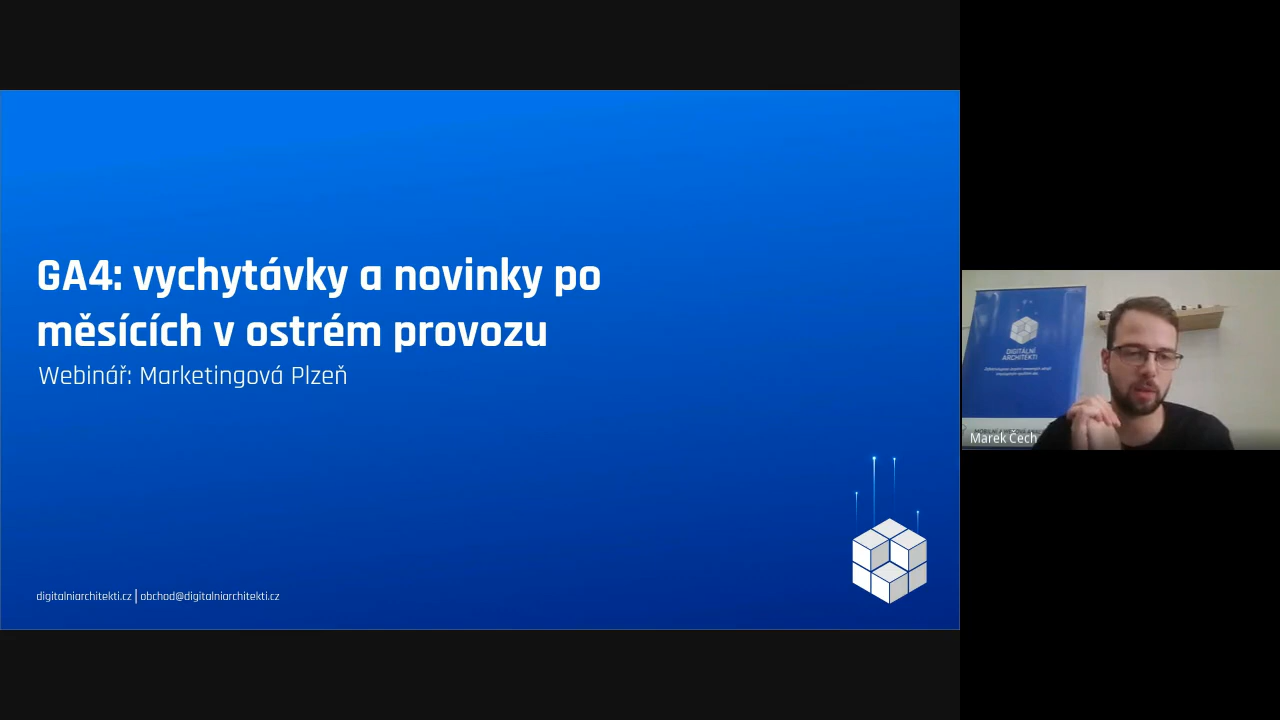 GA4: vychytávky a novinky po
měsících v ostrém provozu
Webinář: Marketingová Plzeň
digitalniarchitekti.cz | obchod@digitalniarchitekti.cz
DIGITÁLNÍ
ARCHITEKTI
Marek Čech